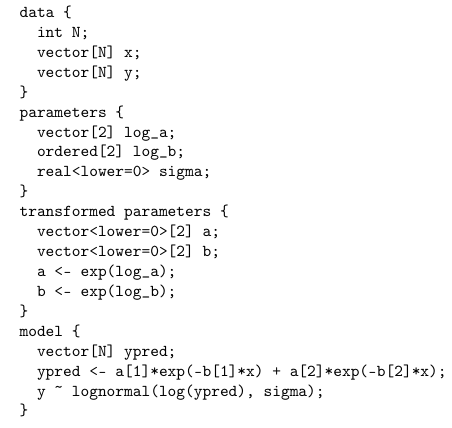 data {
  int N;
  vector[N] x;
  vector[N] y;
}
parameters {
  vector[2] log_a;
  ordered[2] log_b;
  real<lower=0> sigma;
}
transformed parameters {
  vector<lower=0>[2] a;
  vector<lower=0>[2] b;
  a <- exp(log_a);
  b <- exp(log_b);
}
model {
  vector[N] ypred;
  ypred <- a[1]*exp(-b[1]*x) + a[2]*exp(-b[2]*x);
  y ~ lognormal(log(ypred), sigma);
}